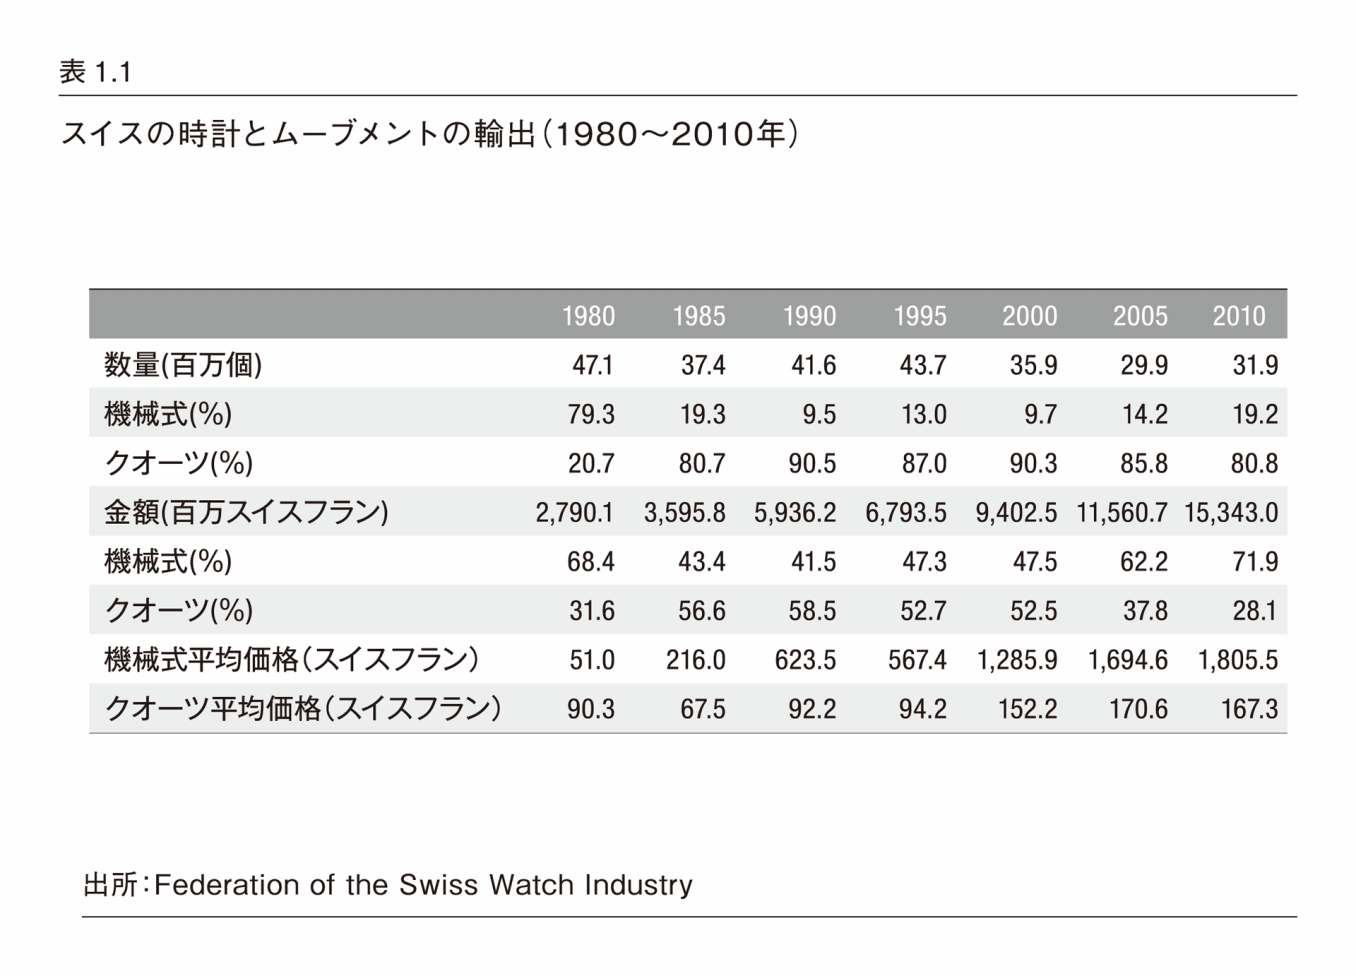 表1.1
スイスの時計とムーブメントの輸出（1980〜2010年）
1980 1985 1990 1995 2000 2005 2010
数量(百万個) 47.1 37.4 41.6 43.7 35.9 29.9 31.9
機械式(%) 79.3 19.3 9.5 13.0 9.7 14.2 19.2
クオーツ(%) 20.7 80.7 90.5 87.0 90.3 85.8 80.8
金額(百万スイスフラン) 2,790.1 3,595.8 5,936.2 6,793.5 9,402.5 11,560.7 15,343.0
機械式(%) 68.4 43.4 41.5 47.3 47.5 62.2 71.9
クオーツ(%) 31.6 56.6 58.5 52.7 52.5 37.8 28.1
機械式平均価格（スイスフラン） 51.0 216.0 623.5 567.4 1,285.9 1,694.6 1,805.5
クオーツ平均価格（スイスフラン） 90.3 67.5 92.2 94.2 152.2 170.6 167.3
出所：Federation of the Swiss Watch Industry